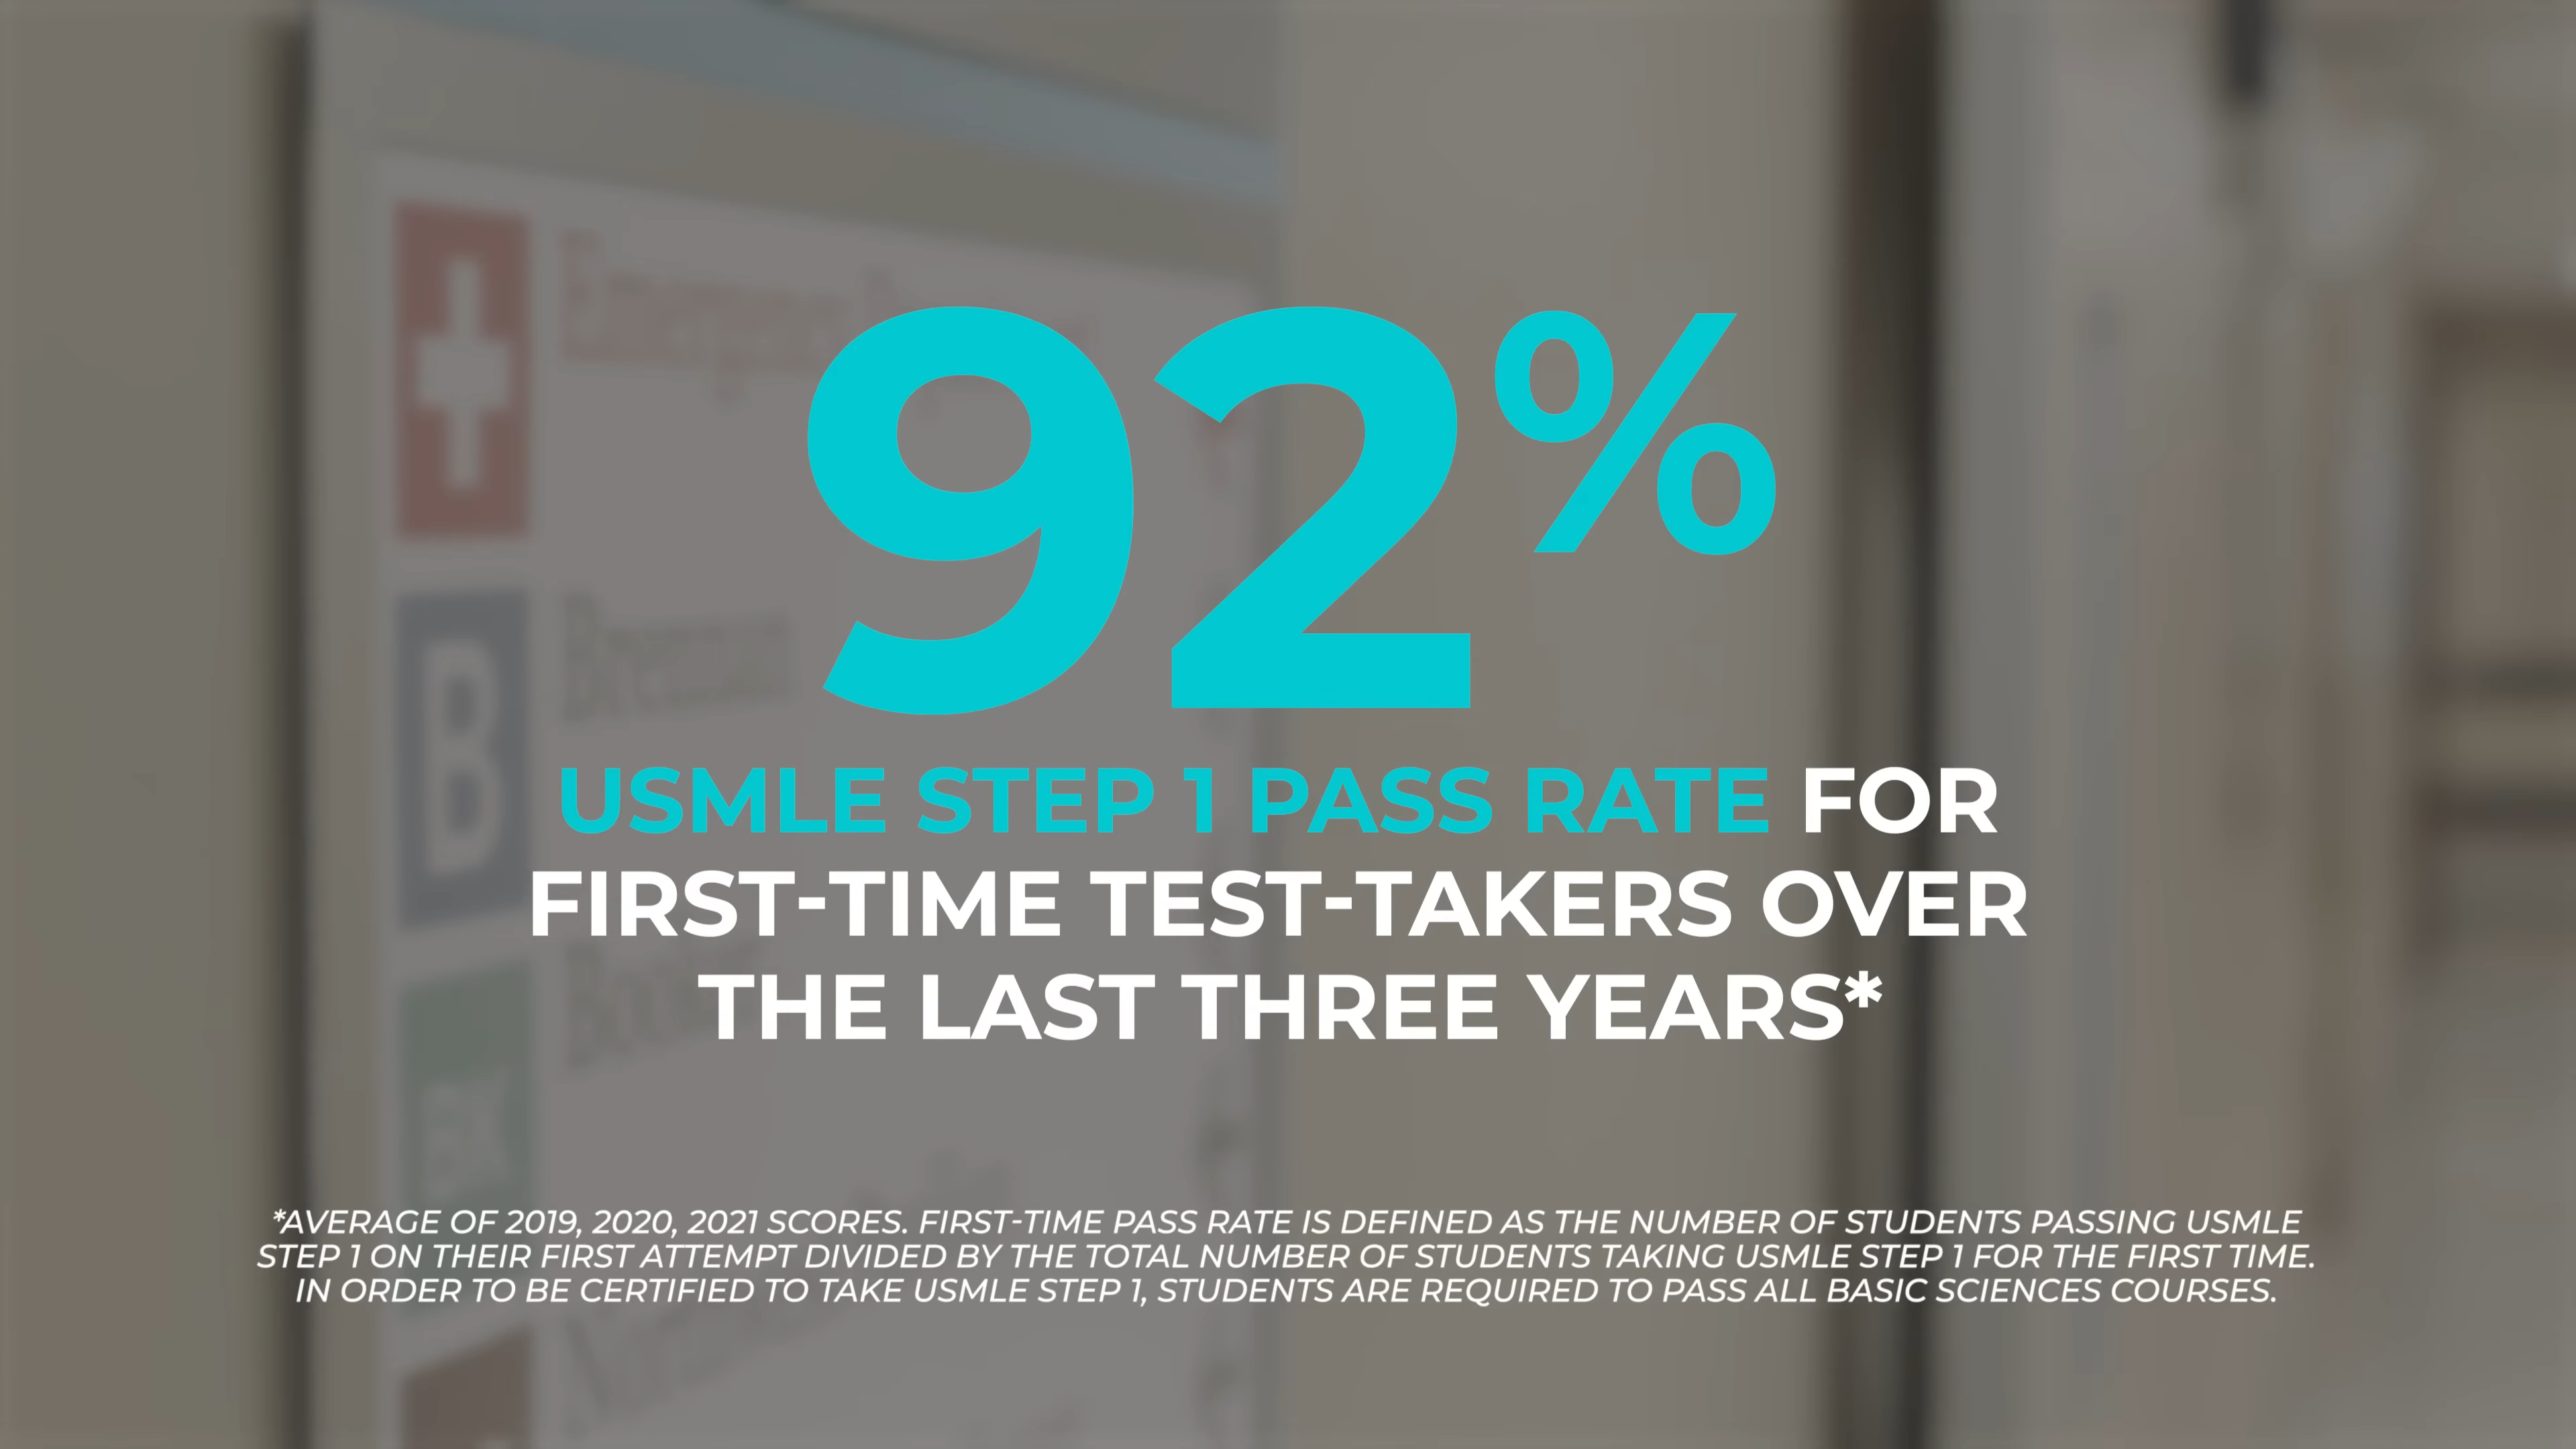 92%
USMLE STEP 1 PASS RATE FOR
FIRST-TIME TEST-TAKERS OVER
THE LAST THREE YEARS*
*AVERAGE OF 2019, 2020, 2021 SCORES. FIRST-TIME PASS RATE IS DEFINED AS THE NUMBER OF STUDENTS PASSING USMLE
STEP 1 ON THEIR FIRST ATTEMPT DIVIDED BY THE TOTAL NUMBER OF STUDENTS TAKING USMLE STEP 1 FOR THE FIRST TIME.
IN ORDER TO BE CERTIFIED TO TAKE USMLE STEP 1, STUDENTS ARE REQUIRED TO PASS ALL BASIC SCIENCES COURSES.
B